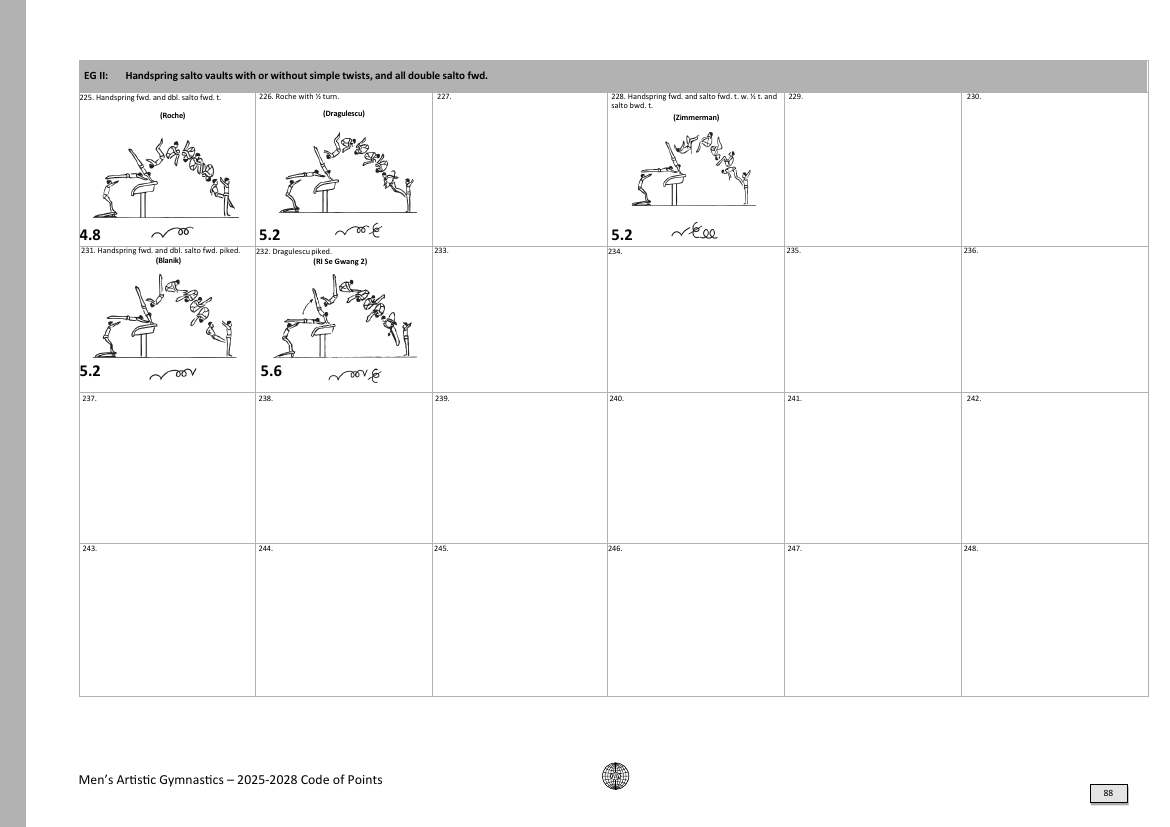 EG II: Handspring salto vaults with or without simple twists, and all double salto fwd.
225. Handspring fwd. and dbl. salto fwd. t.
(Roche)
4.8
226. Roche with ½ turn.
(Dragulescu)
5.2
227.
228. Handspring fwd. and salto fwd. t. w. ½ t. and
salto bwd. t.
(Zimmerman)
5.2
229.
230.
231. Handspring fwd. and dbl. salto fwd. piked.
(Blanik)
5.2
232. Dragulescu piked.
(RI Se Gwang 2)
5.6
233.
234.
235.
236.
237.
238.
239.
240.
241.
242.
243.
244.
245.
246.
247.
248.
Men's Artistic Gymnastics – 2025-2028 Code of Points
88